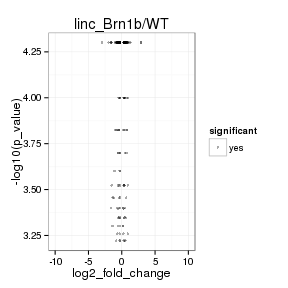 linc_Brn1b/WT
-log10(p_value)
4.25
4.00
3.75
3.50
3.25
-10 -5 0 5 10
log2_fold_change
significant
yes